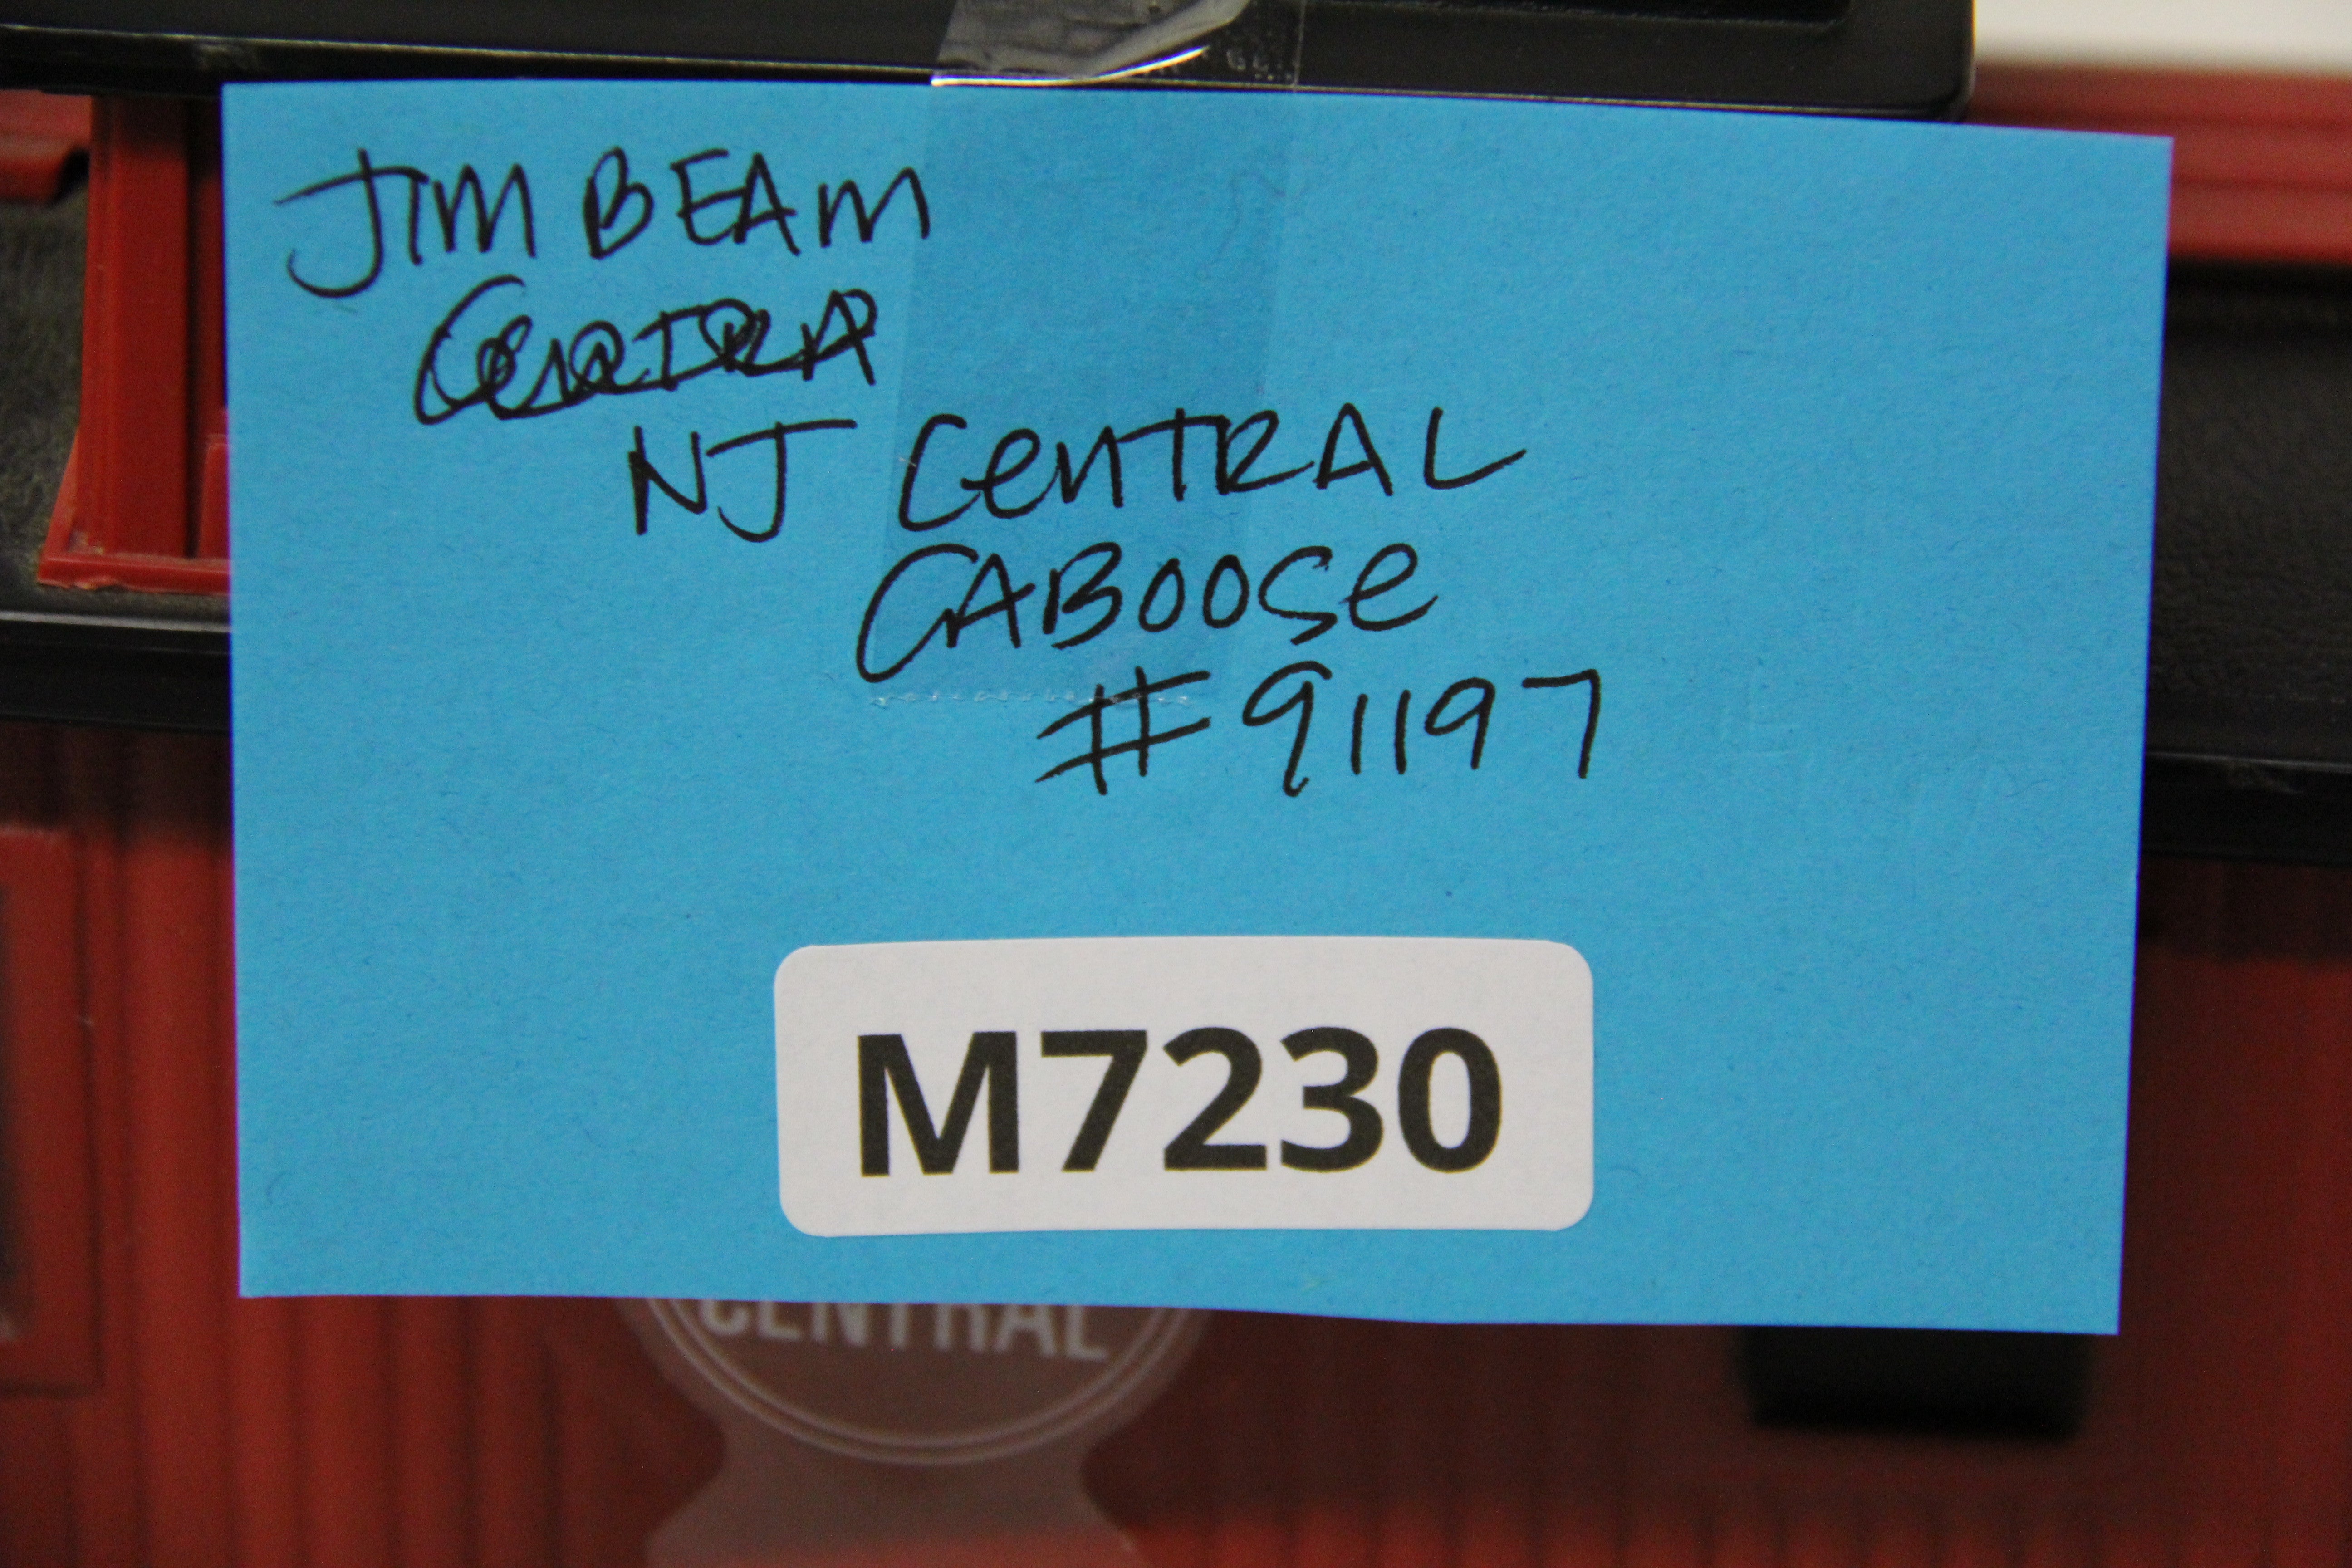 JIM BEAM
NJ CENTRAL
CABOOSE
#91197
M7230
CENTRAL